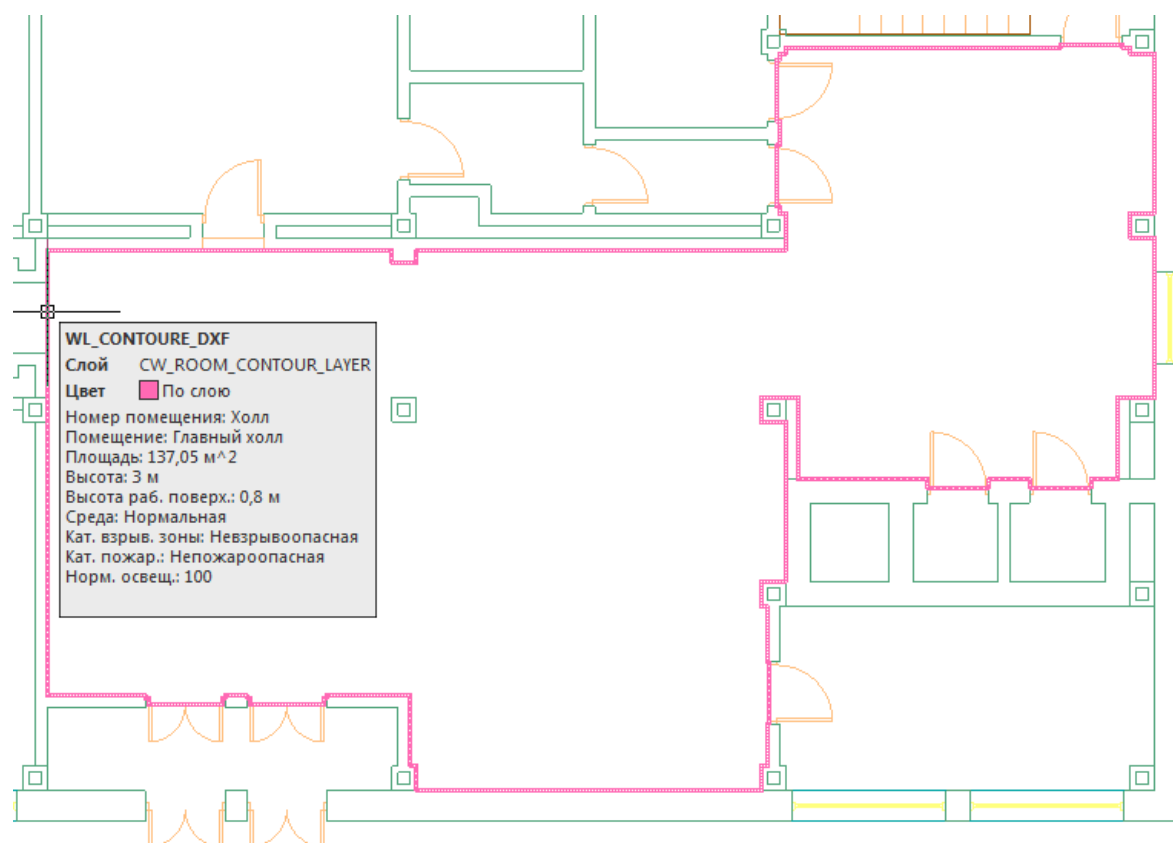 WL_CONTOURE_DXF
Слой CW_ROOM_CONTOUR_LAYER
Цвет По слою
Номер помещения: Холл
Помещение: Главный холл
Площадь: 137,05 м^2
Высота: 3 м
Высота раб. поверх.: 0,8 м
Среда: Нормальная
Кат. взрыв. зоны: Невзрывоопасная
Кат. пожар.: Непожароопасная
Норм. освещ.: 100